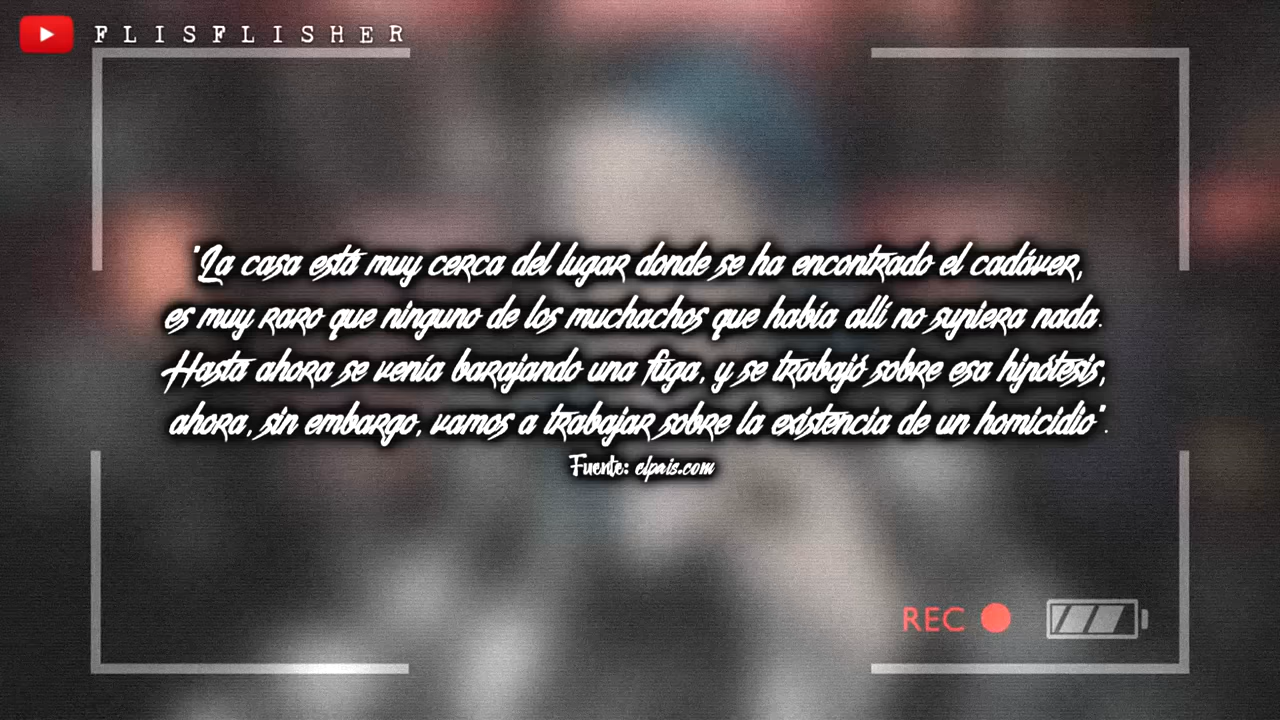 FLISFLISHER
"La casa está muy cerca del lugar donde se ha encontrado el cadáver,
es muy raro que ninguno de los muchachos que había allí no supiera nada.
Hasta ahora se venía barajando una fuga, y se trabajó sobre esa hipótesis;
ahora, sin embargo, vamos a trabajar sobre la existencia de un homicidio".
Fuente: elpais.com
REC